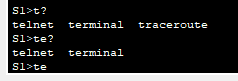 S1>t?
telnet terminal traceroute
S1>te?
telnet terminal
S1>te